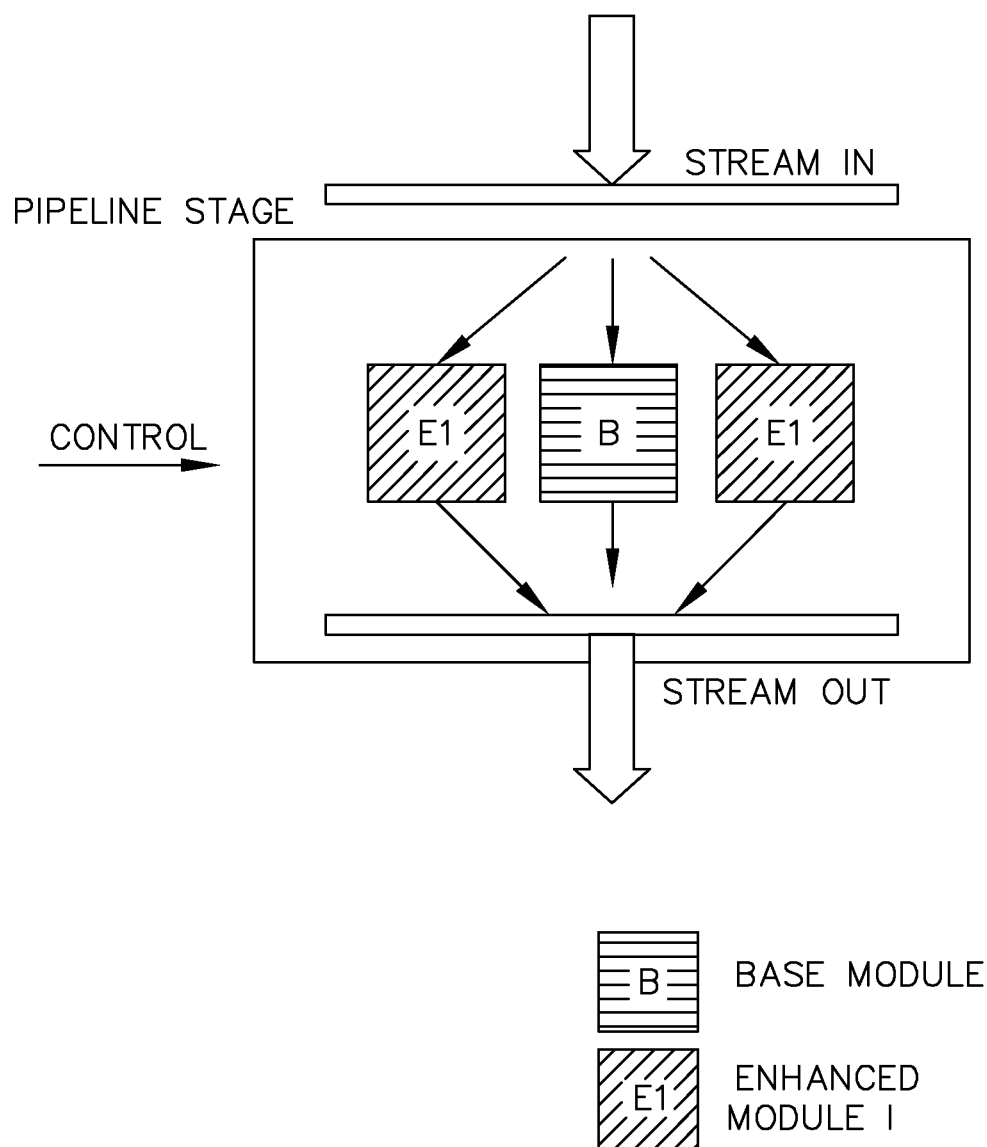 STREAM IN
PIPELINE STAGE
CONTROL
E1
B
E1
STREAM OUT
B
BASE MODULE
E1
ENHANCED
MODULE I